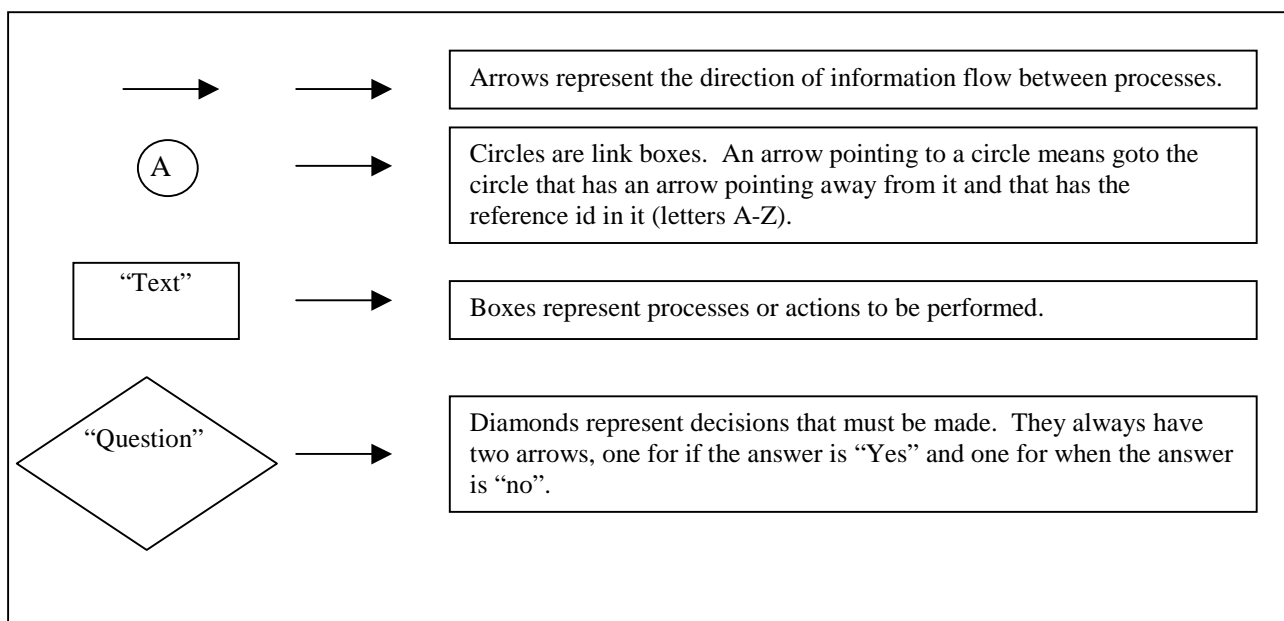 Arrows represent the direction of information flow between processes.
A
Circles are link boxes.  An arrow pointing to a circle means goto the
circle that has an arrow pointing away from it and that has the
reference id in it (letters A-Z).
“Text”
Boxes represent processes or actions to be performed.
“Question”
Diamonds represent decisions that must be made.  They always have
two arrows, one for if the answer is “Yes” and one for when the answer
is “no”.